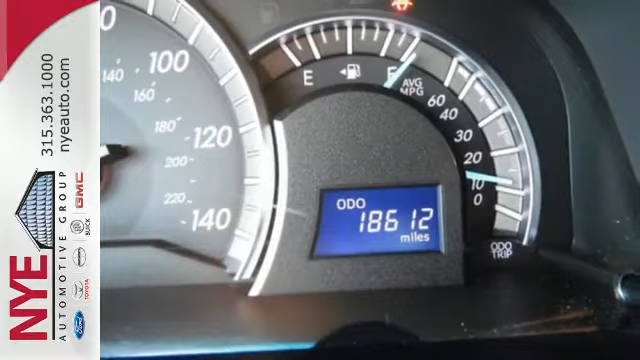 315.363.1000
nyeauto.com
NYE
AUTOMOTIVE GROUP
GMC
BUICK
TOYOTA
Ford
100
120
140
140
160
180
200
220
E
F
AVG
MPG
60
40
30
20
10
0
ODO
18612
miles
ODO
TRIP